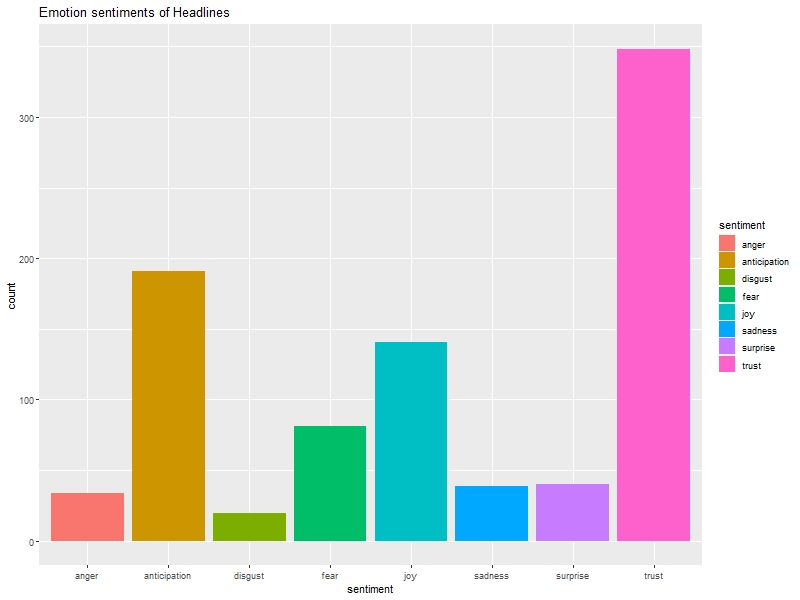 Emotion sentiments of Headlines
count
300
200
100
0
anger anticipation disgust fear joy sadness surprise trust
sentiment
sentiment
anger
anticipation
disgust
fear
joy
sadness
surprise
trust